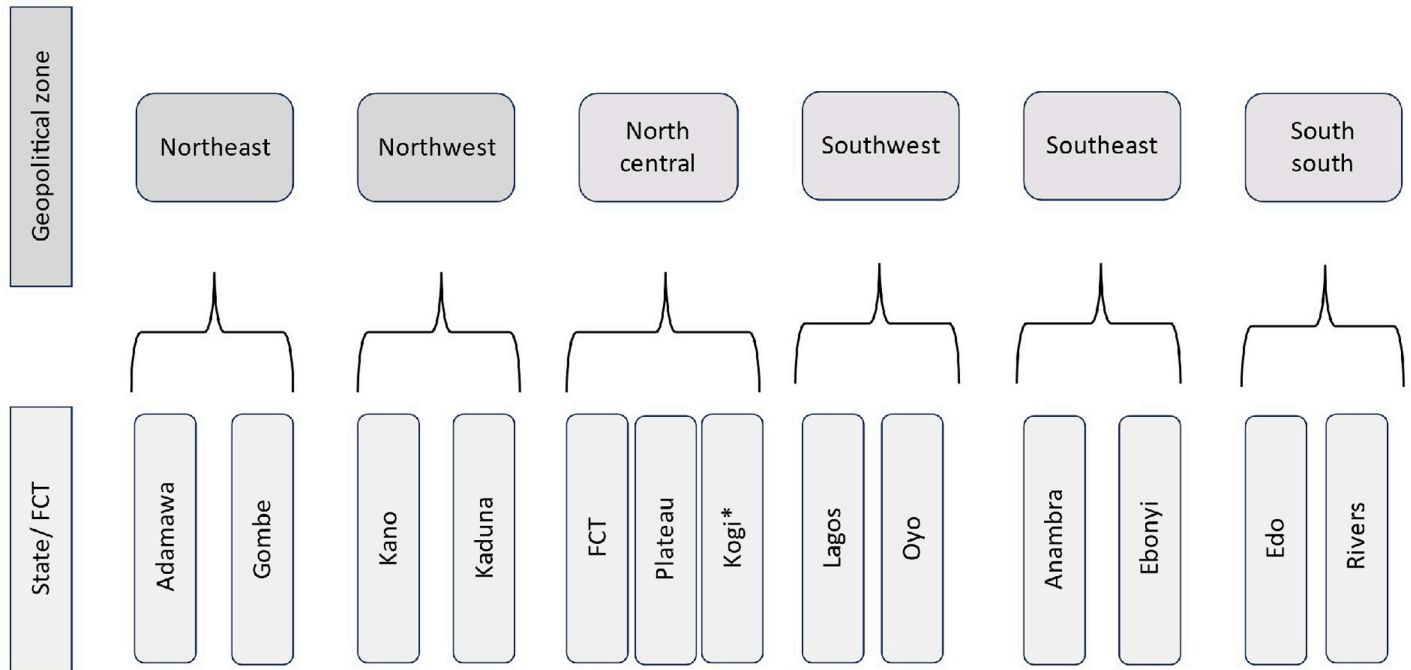 Geopolitical zone
Northeast
Northwest
North
central
Southwest
Southeast
South
south
State/ FCT
Adamawa
Gombe
Kano
Kaduna
FCT
Plateau
Kogi*
Lagos
Oyo
Anambra
Ebonyi
Edo
Rivers